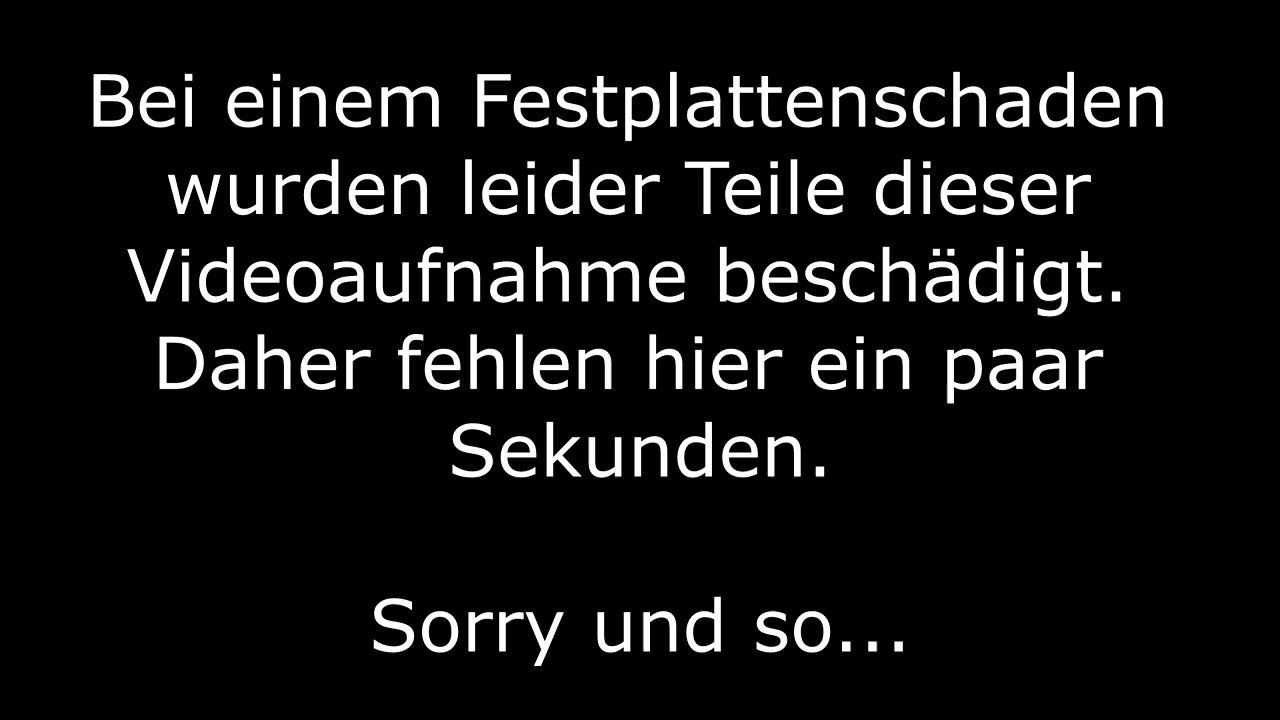 Bei einem Festplattenschaden
wurden leider Teile dieser
Videoaufnahme beschädigt.
Daher fehlen hier ein paar
Sekunden.
Sorry und so...